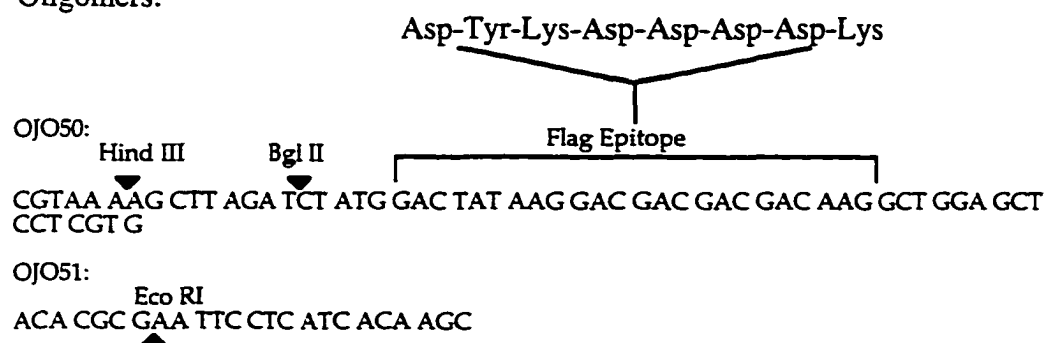 Oligomers:
Asp-Tyr-Lys-Asp-Asp-Asp-Asp-Lys
OJO50:
Flag Epitope
Hind III Bgl II
CGTAA AAG CTT AGA TCT ATG GAC TAT AAG GAC GAC GAC GAC AAG GCT GGA GCT
CCT CGT G
OJO51:
Eco RI
ACA CGC GAA TTC CTC ATC ACA AGC